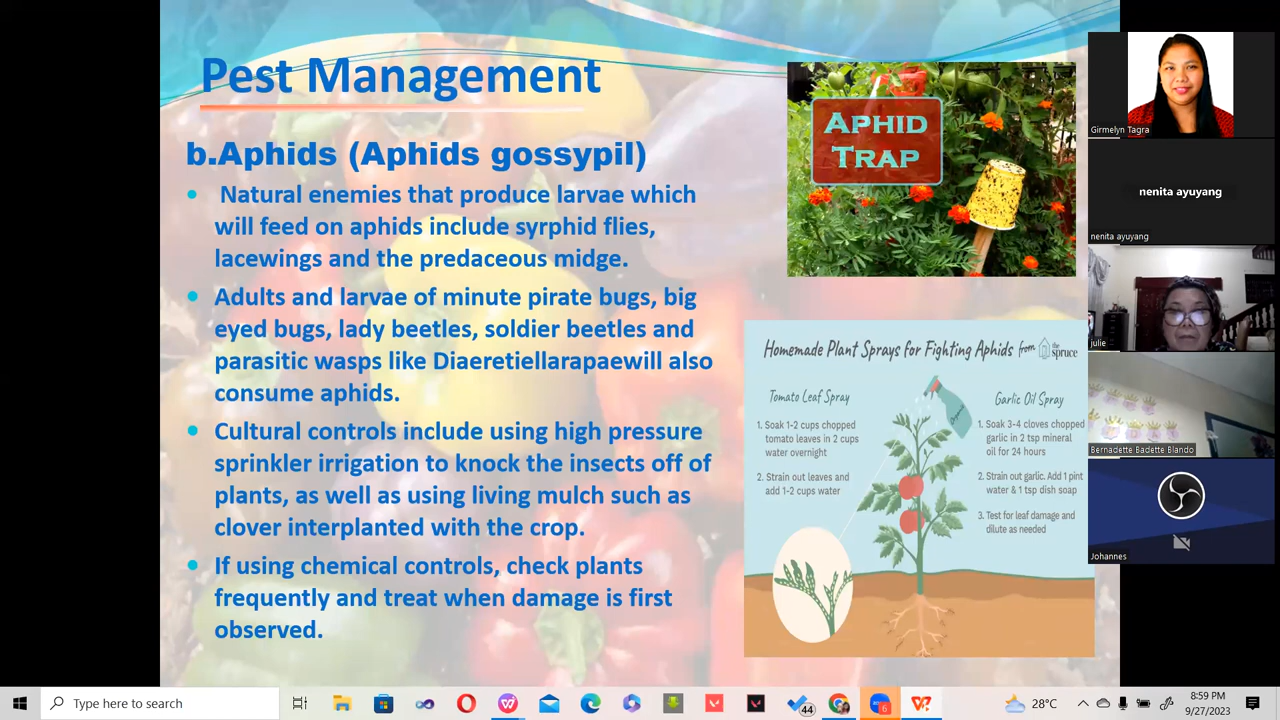 Pest Management
b.Aphids (Aphids gossypil)
Natural enemies that produce larvae which
will feed on aphids include syrphid flies,
lacewings and the predaceous midge.
Adults and larvae of minute pirate bugs, big
eyed bugs, lady beetles, soldier beetles and
parasitic wasps like Diaeretiellarapaewill also
consume aphids.
Cultural controls include using high pressure
sprinkler irrigation to knock the insects off of
plants, as well as using living mulch such as
clover interplanted with the crop.
If using chemical controls, check plants
frequently and treat when damage is first
observed.
APHID
TRAP
Homemade Plant Sprays for Fighting Aphids from the spruce
Tomato Leaf Spray
1. Soak 1-2 cups chopped
tomato leaves in 2 cups
water overnight
2. Strain out leaves and
add 1-2 cups water
Organic
Garlic Oil Spray
1. Soak 3-4 cloves chopped
garlic in 2 tsp mineral
oil for 24 hours
2. Strain out garlic. Add 1 pint
water & 1 tsp dish soap
3. Test for leaf damage and
dilute as needed
Girmelyn Tagra
nenita ayuyang
nenita ayuyang
julie
Bernadette Badette Blando
Johannes
Type here to search
44
6
28°C
8:59 PM
9/27/2023